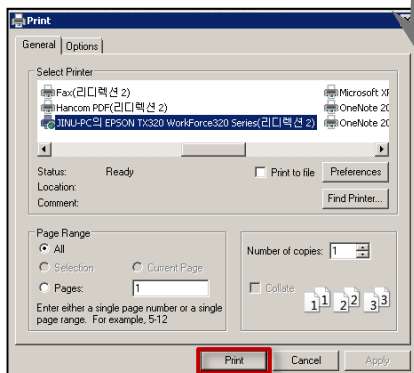 Print
General Options
Select Printer
Fax(리디렉션 2) Microsoft XP
Hancom PDF(리디렉션 2) OneNote 20
JINU-PC의 EPSON TX320 WorkForce320 Series(리디렉션 2) OneNote 20
Status: Ready Print to file Preferences
Location:
Comment: Find Printer...
Page Range
All Number of copies: 1
Selection Current Page
Pages: 1 Collate
1 1 2 2 3 3
Enter either a single page number or a single
page range. For example, 5-12
Print Cancel Apply